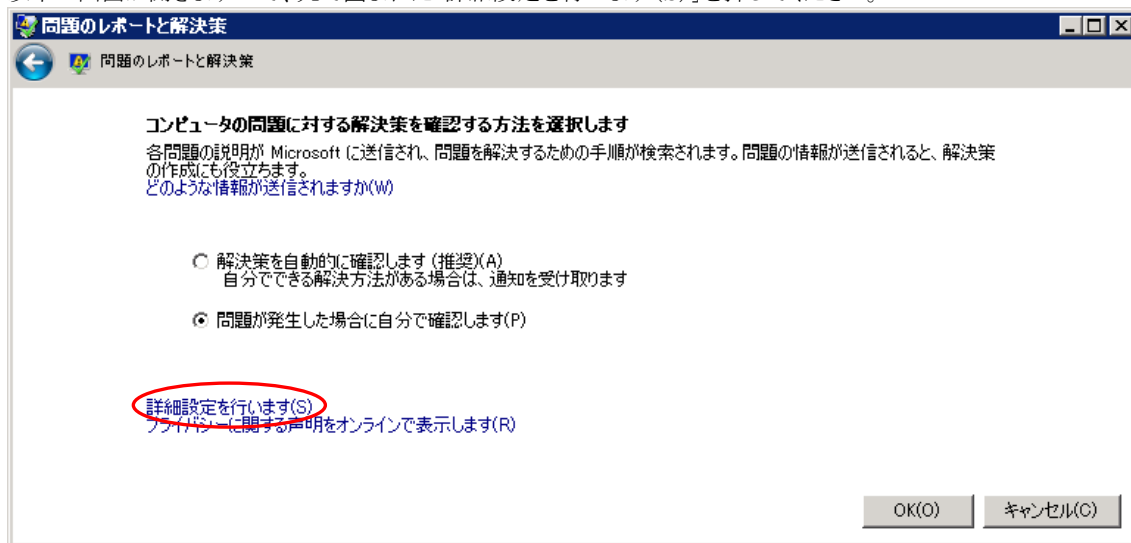 問題のレポートと解決策
問題のレポートと解決策
コンピュータの問題に対する解決策を確認する方法を選択します
各問題の説明が Microsoft に送信され、問題を解決するための手順が検索されます。問題の情報が送信されると、解決策
の作成にも役立ちます。
どのような情報が送信されますか(W)
解決策を自動的に確認します (推奨)(A)
自分でできる解決方法がある場合は、通知を受け取ります
問題が発生した場合に自分で確認します(P)
詳細設定を行います(S)
プライバシーに関する声明をオンラインで表示します(R)
OK(O)
キャンセル(C)